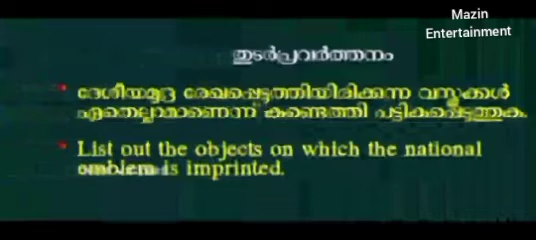 Mazin
Entertainment
തുടർപ്രവർത്തനം
ദേശീയമുദ്ര രേഖപ്പെടുത്തിയിരിക്കുന്ന വസ്തുക്കൾ
ഏതെല്ലാമാണെന്ന് കണ്ടെത്തി പട്ടികപ്പെടുത്തുക.
List out the objects on which the national
emblem is imprinted.